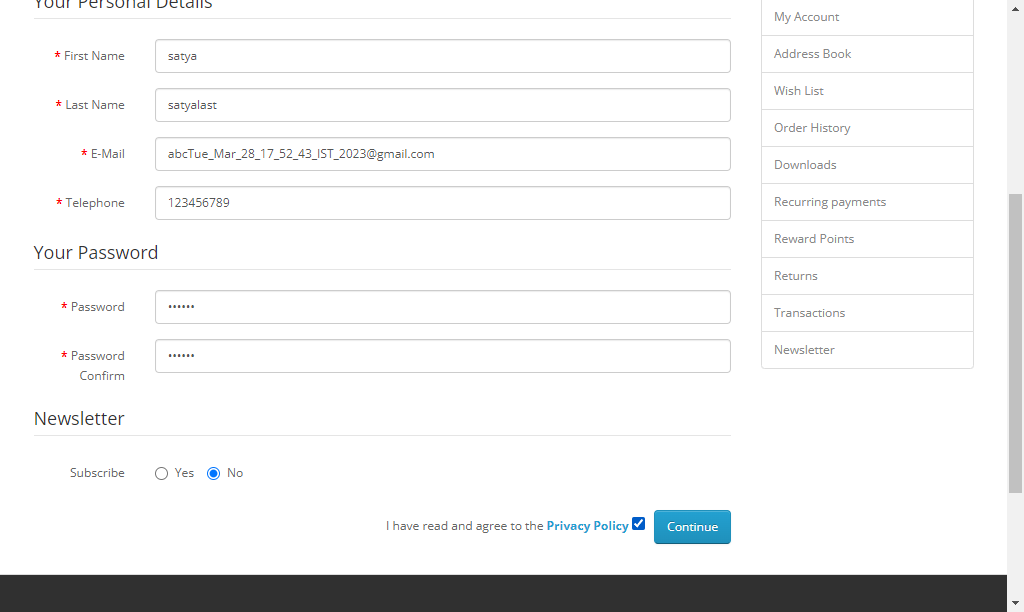 Your Personal Details
* First Name satya
* Last Name satyalast
* E-Mail abcTue_Mar_28_17_52_43_IST_2023@gmail.com
* Telephone 123456789
Your Password
* Password ••••••
* Password Confirm ••••••
Newsletter
Subscribe Yes No
I have read and agree to the Privacy Policy Continue
My Account
Address Book
Wish List
Order History
Downloads
Recurring payments
Reward Points
Returns
Transactions
Newsletter